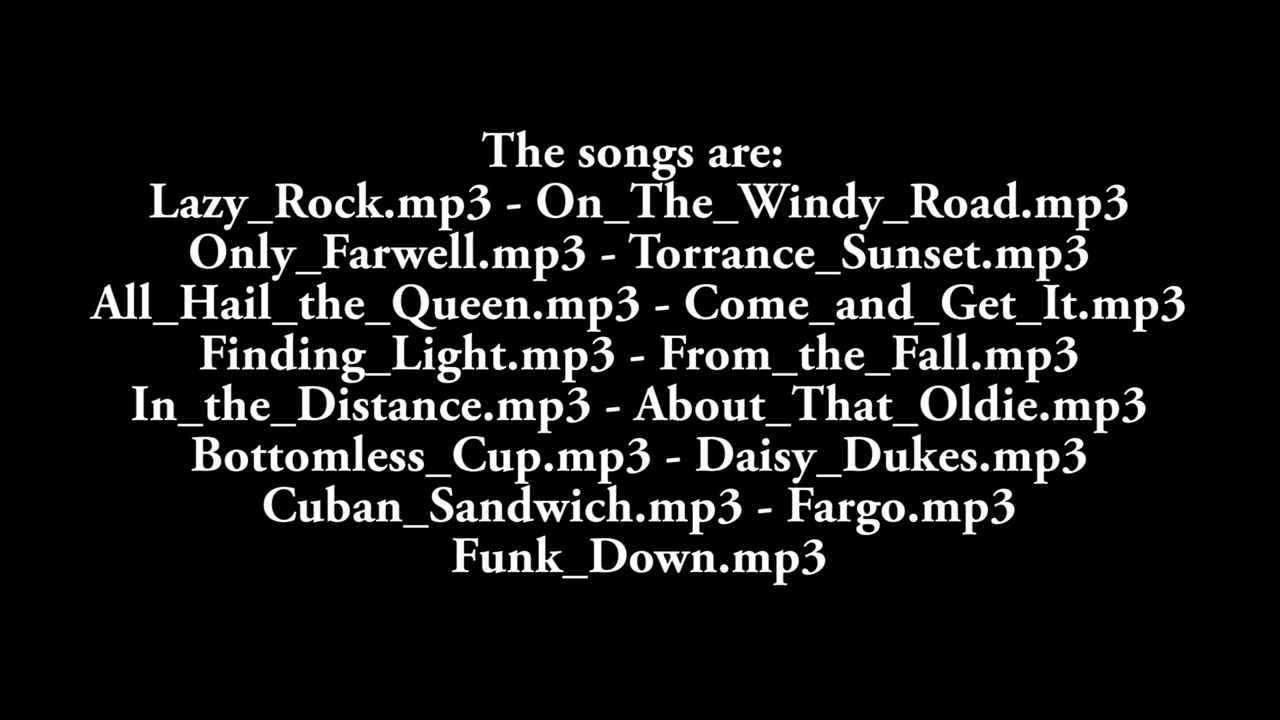 The songs are:
Lazy_Rock.mp3 - On_The_Windy_Road.mp3
Only_Farwell.mp3 - Torrance_Sunset.mp3
All_Hail_the_Queen.mp3 - Come_and_Get_It.mp3
Finding_Light.mp3 - From_the_Fall.mp3
In_the_Distance.mp3 - About_That_Oldie.mp3
Bottomless_Cup.mp3 - Daisy_Dukes.mp3
Cuban_Sandwich.mp3 - Fargo.mp3
Funk_Down.mp3